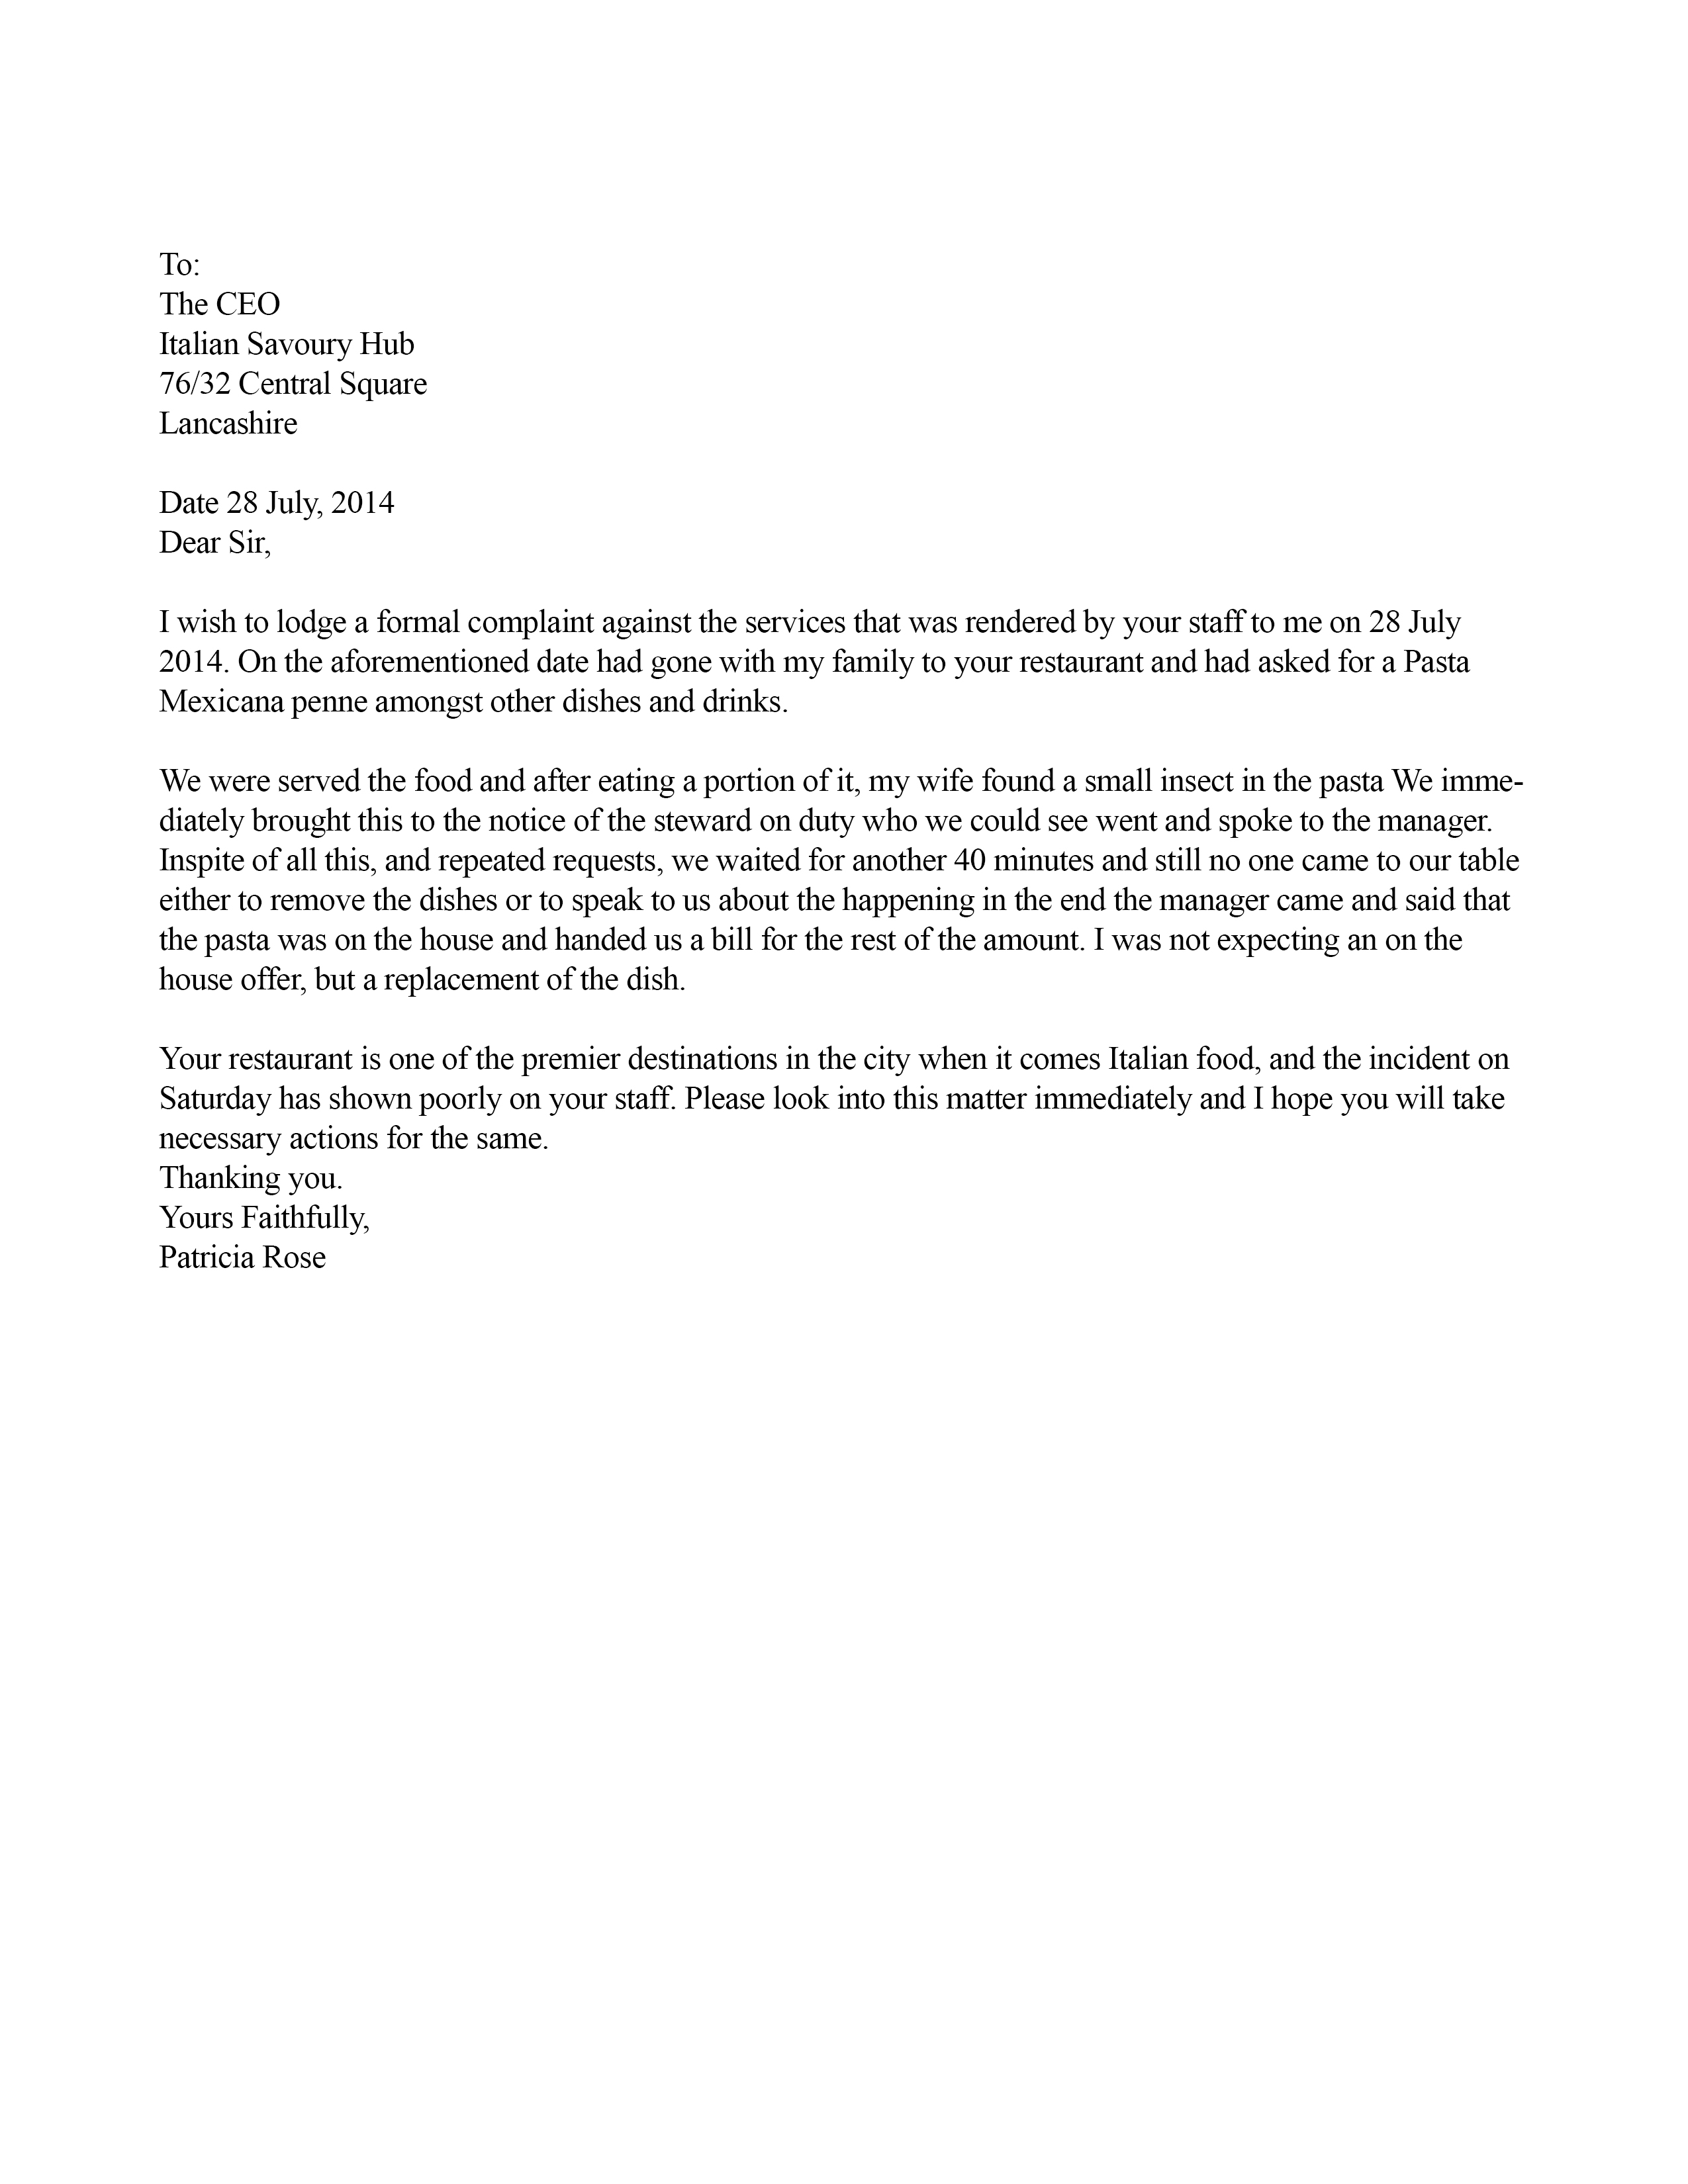 To:
The CEO
Italian Savoury Hub
76/32 Central Square
Lancashire
Date 28 July, 2014
Dear Sir,
I wish to lodge a formal complaint against the services that was rendered by your staff to me on 28 July
2014. On the aforementioned date had gone with my family to your restaurant and had asked for a Pasta
Mexicana penne amongst other dishes and drinks.
We were served the food and after eating a portion of it, my wife found a small insect in the pasta We imme-
diately brought this to the notice of the steward on duty who we could see went and spoke to the manager.
Inspite of all this, and repeated requests, we waited for another 40 minutes and still no one came to our table
either to remove the dishes or to speak to us about the happening in the end the manager came and said that
the pasta was on the house and handed us a bill for the rest of the amount. I was not expecting an on the
house offer, but a replacement of the dish.
Your restaurant is one of the premier destinations in the city when it comes Italian food, and the incident on
Saturday has shown poorly on your staff. Please look into this matter immediately and I hope you will take
necessary actions for the same.
Thanking you.
Yours Faithfully,
Patricia Rose